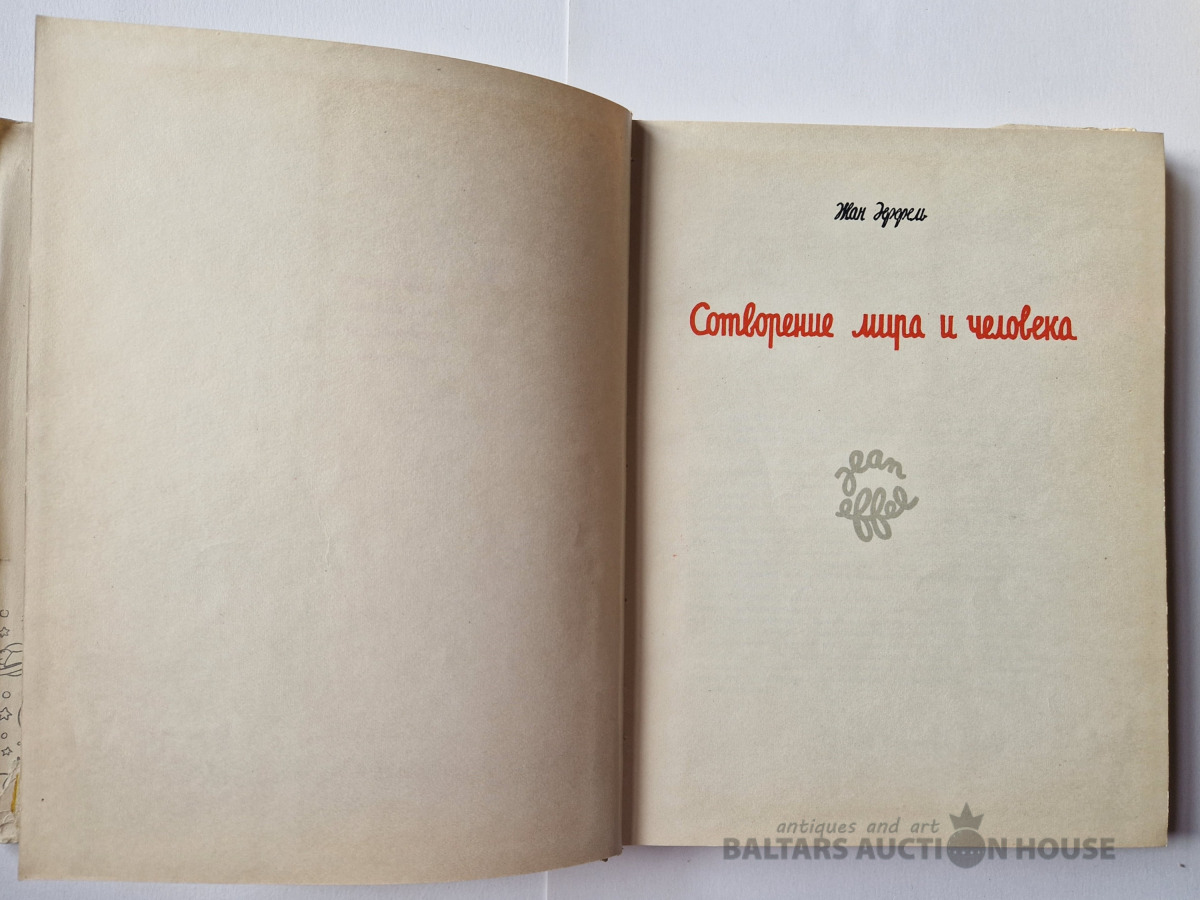 Жан Эффель
Сотворение мира и человека
jean
effel
antiques and art
BALTARS AUCTION HOUSE